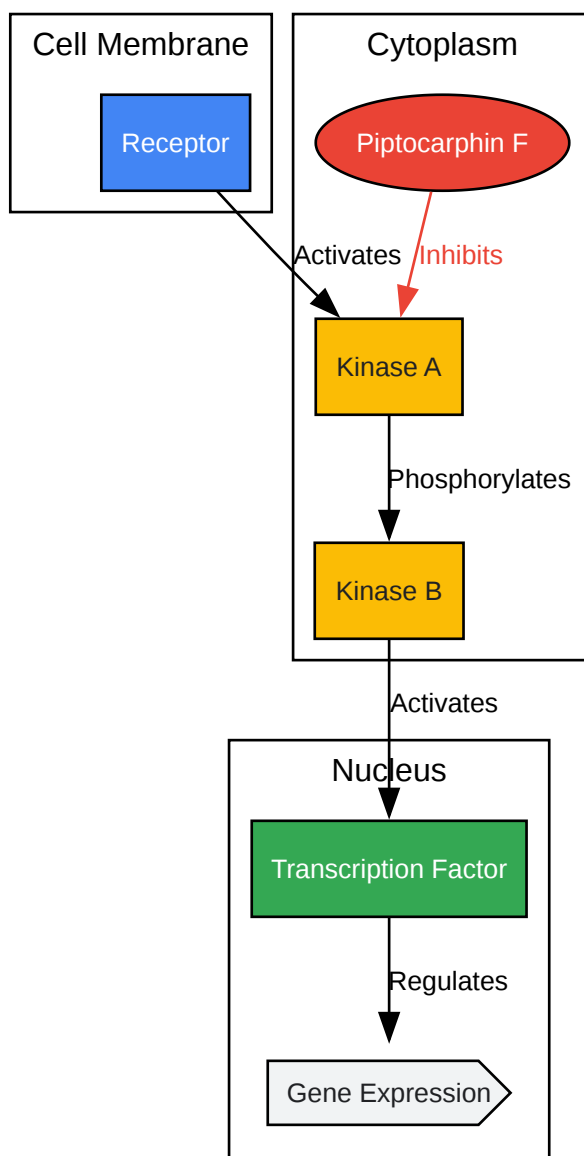 Cell Membrane
Cytoplasm
Receptor
Piptocarphin F
Activates
Inhibits
Kinase A
Phosphorylates
Kinase B
Activates
Nucleus
Transcription Factor
Regulates
Gene Expression